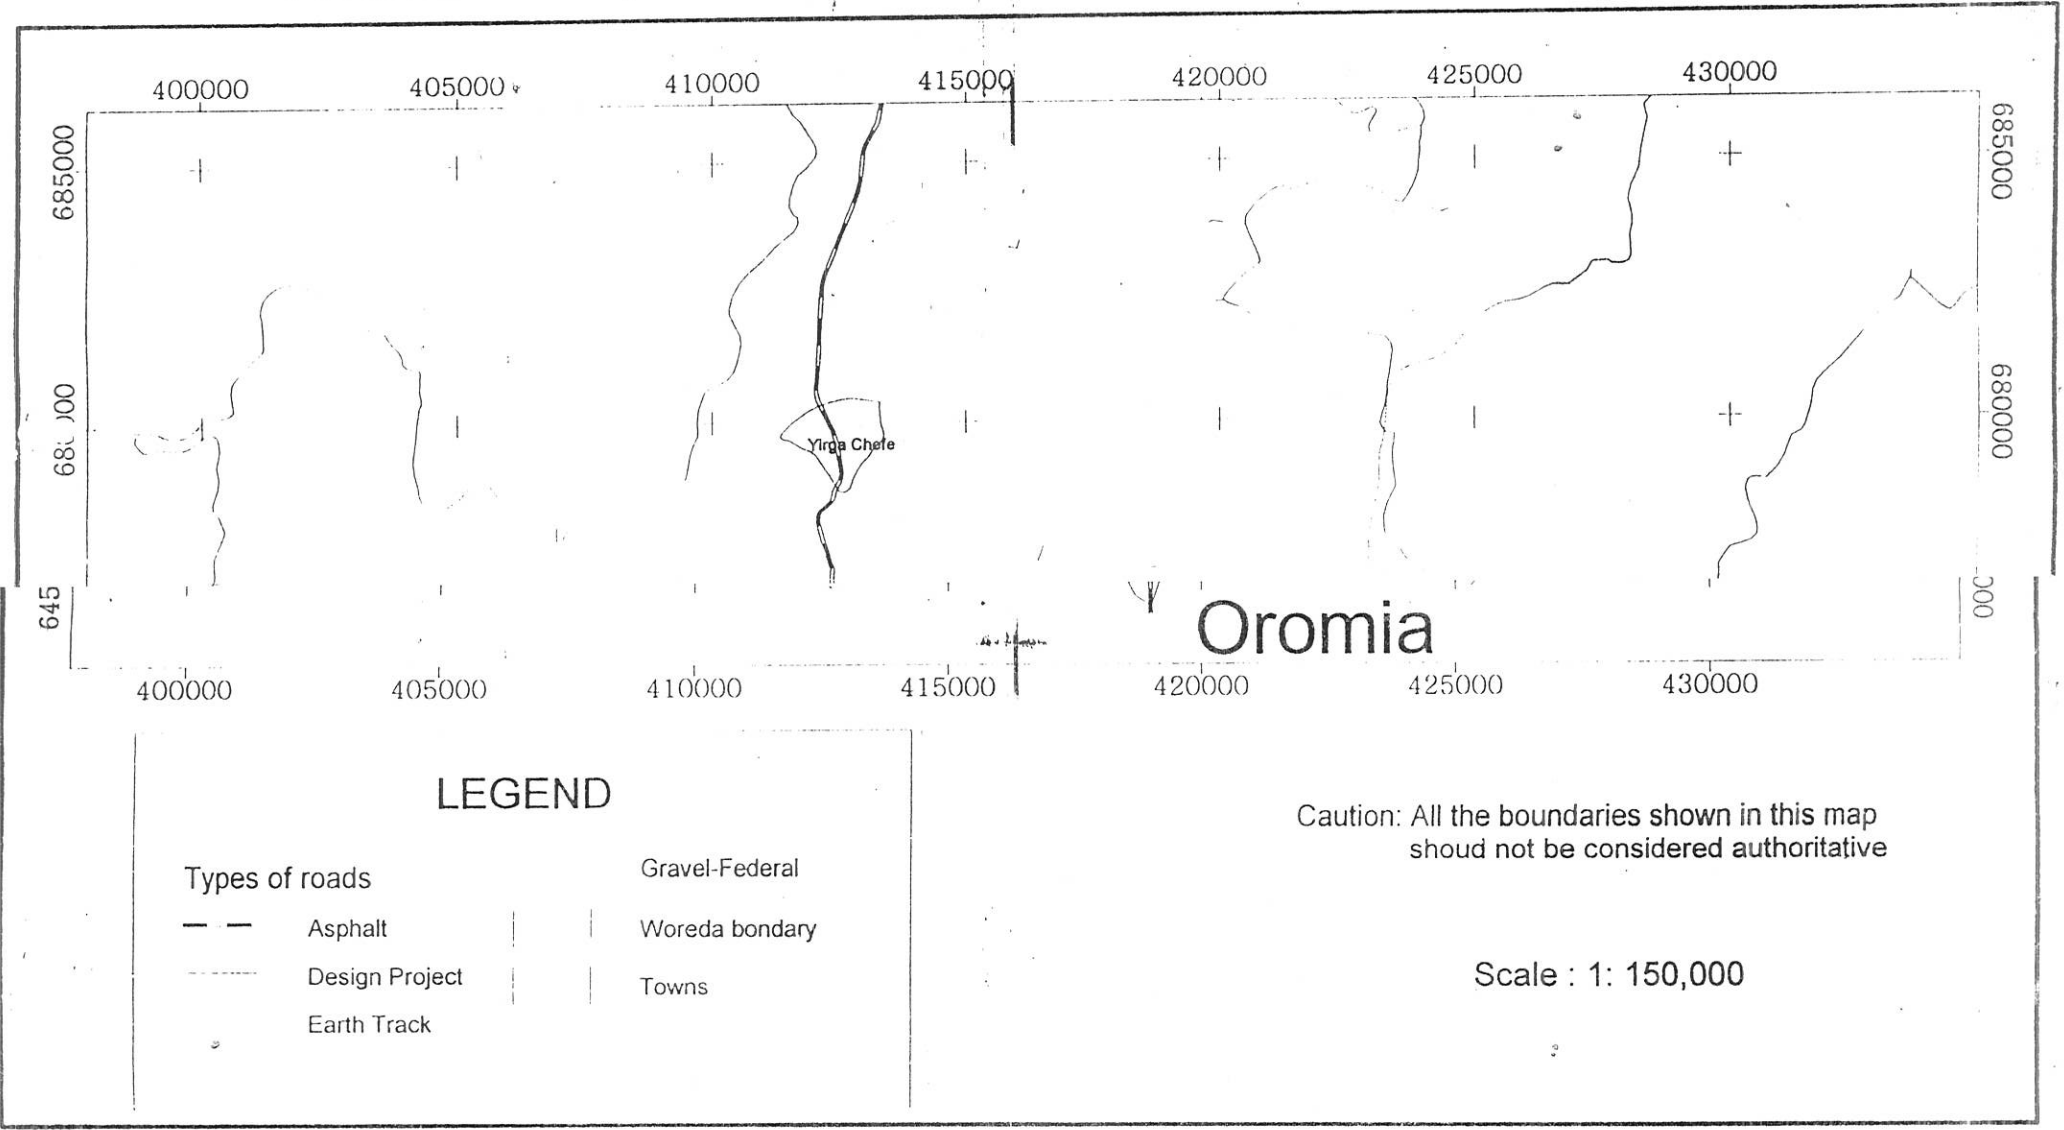 400000 405000 410000 415000 420000 425000 430000
685000 685000
680000
Yirga Chefe
645
Oromia
400000 405000 410000 415000 420000 425000 430000
LEGEND
Types of roads
Asphalt
Design Project
Earth Track
Gravel-Federal
Woreda bondary
Towns
Caution: All the boundaries shown in this map
shoud not be considered authoritative
Scale : 1: 150,000